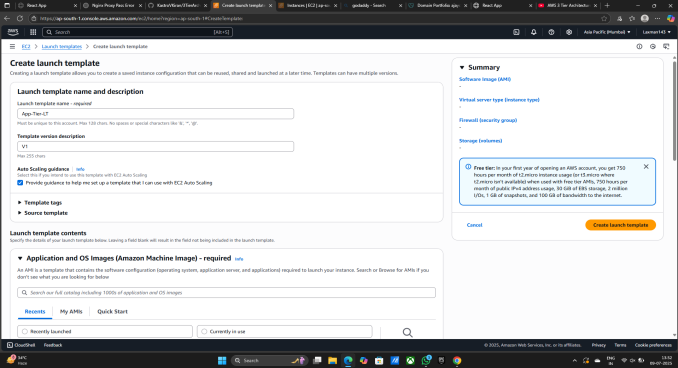 React App
Nginx Proxy Pass Error
KastroVKiran/3TierArch
Create launch template
Instances | EC2 | ap-s
godaddy - Search
Domain Portfolio
React App
AWS 3 Tier Architectu
https://ap-south-1.console.aws.amazon.com/ec2/home?region=ap-south-1#CreateTemplate:
aws
Search
[Alt+S]
Asia Pacific (Mumbai)
Laxman143
EC2
Launch templates
Create launch template
Create launch template
Creating a launch template allows you to create a saved instance configuration that can be reused, shared and launched at a later time. Templates can have multiple versions.
Launch template name and description
Launch template name - required
App-Tier-LT
Must be unique to this account. Max 128 chars. No spaces or special characters like '&', '*', '@'.
Template version description
V1
Max 255 chars
Auto Scaling guidance
Info
Select this if you intend to use this template with EC2 Auto Scaling
Provide guidance to help me set up a template that I can use with EC2 Auto Scaling
Template tags
Source template
Launch template contents
Specify the details of your launch template below. Leaving a field blank will result in the field not being included in the launch template.
Application and OS Images (Amazon Machine Image) - required
Info
An AMI is a template that contains the software configuration (operating system, application server, and applications) required to launch your instance. Search or Browse for AMIs if you
don't see what you are looking for below
Search our full catalog including 1000s of application and OS images
Recents
My AMIs
Quick Start
Recently launched
Currently in use
Summary
Software Image (AMI)
-
Virtual server type (instance type)
-
Firewall (security group)
-
Storage (volumes)
-
Free tier: In your first year of opening an AWS account, you get 750
hours per month of t2.micro instance usage (or t3.micro where
t2.micro isn't available) when used with free tier AMIs, 750 hours per
month of public IPv4 address usage, 30 GB of EBS storage, 2 million
I/Os, 1 GB of snapshots, and 100 GB of bandwidth to the internet.
Cancel
Create launch template
CloudShell
Feedback
© 2025, Amazon Web Services, Inc. or its affiliates.
Privacy
Terms
Cookie preferences
34°C
Haze
Search
ENG
IN
13:52
09-07-2025